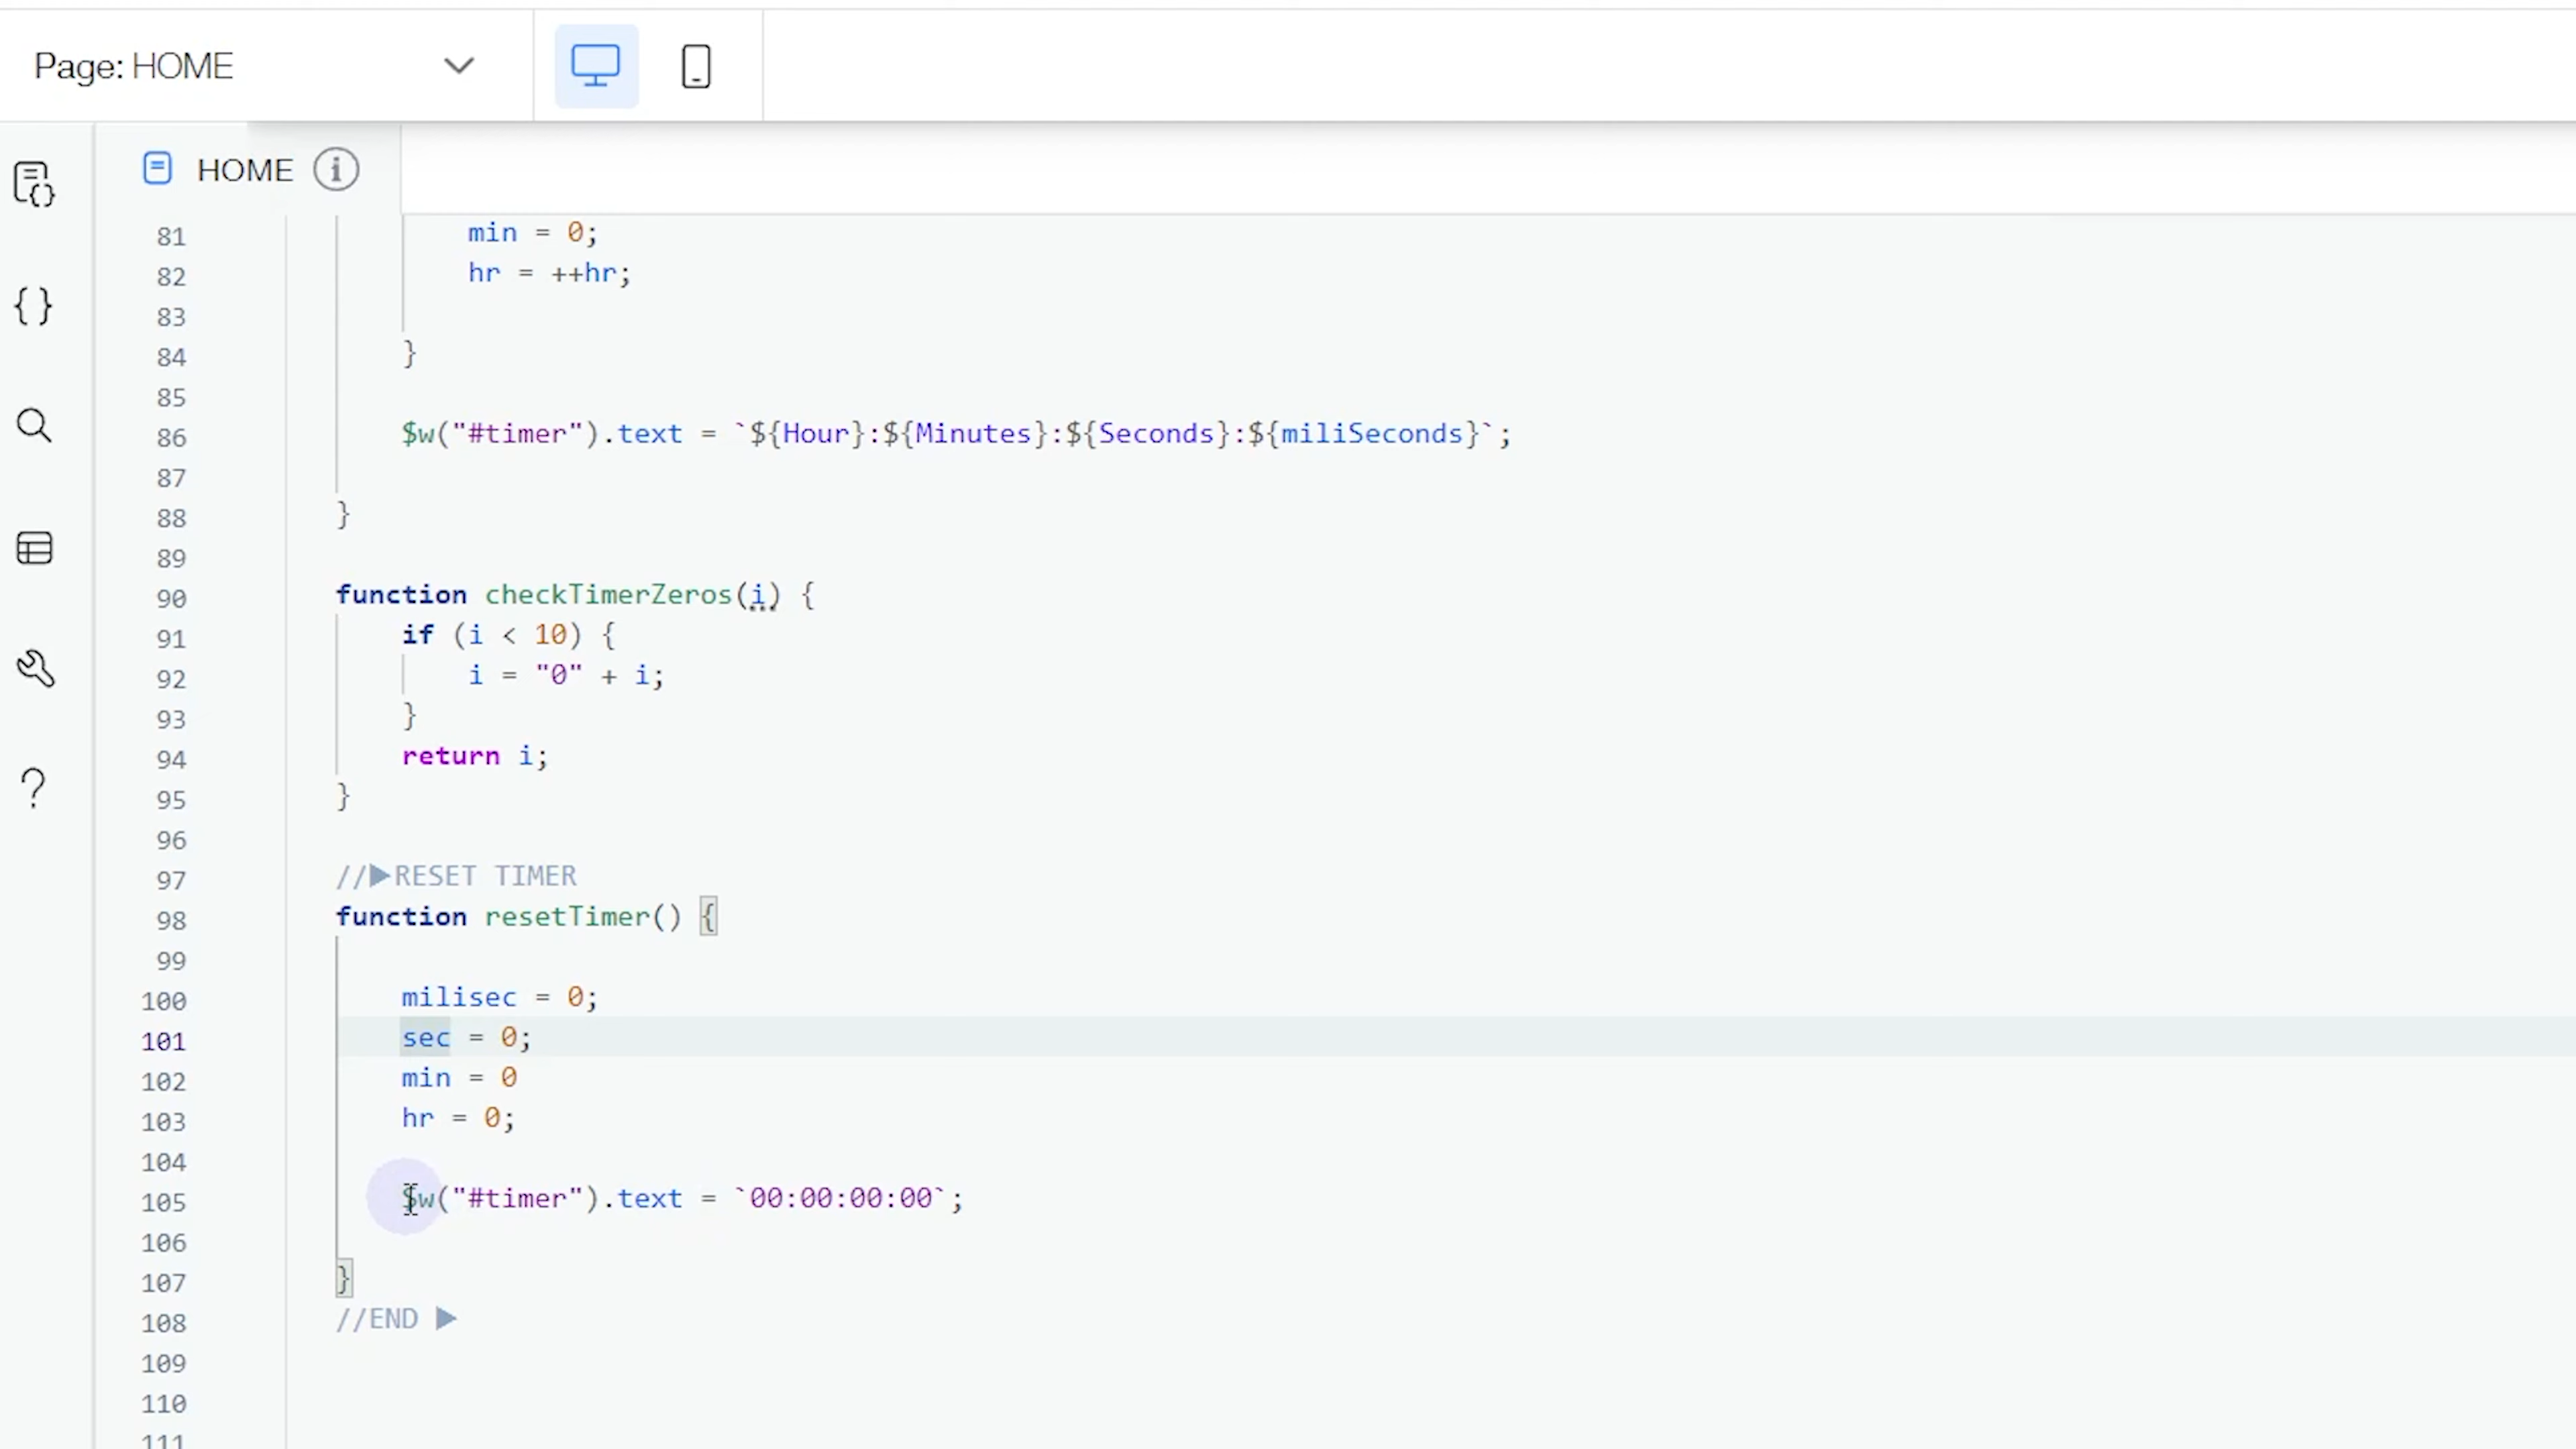 Page: HOME
HOME
81 min = 0;
82 hr = ++hr;
83
84 }
85
86 $w("#timer").text = `${Hour}:${Minutes}:${Seconds}:${miliSeconds}`;
87
88 }
89
90 function checkTimerZeros(i) {
91 if (i < 10) {
92 i = "0" + i;
93 }
94 return i;
95 }
96
97 //▶RESET TIMER
98 function resetTimer() {
99
100 milisec = 0;
101 sec = 0;
102 min = 0
103 hr = 0;
104
105 $w("#timer").text = `00:00:00:00`;
106
107 }
108 //END ▶
109
110
111